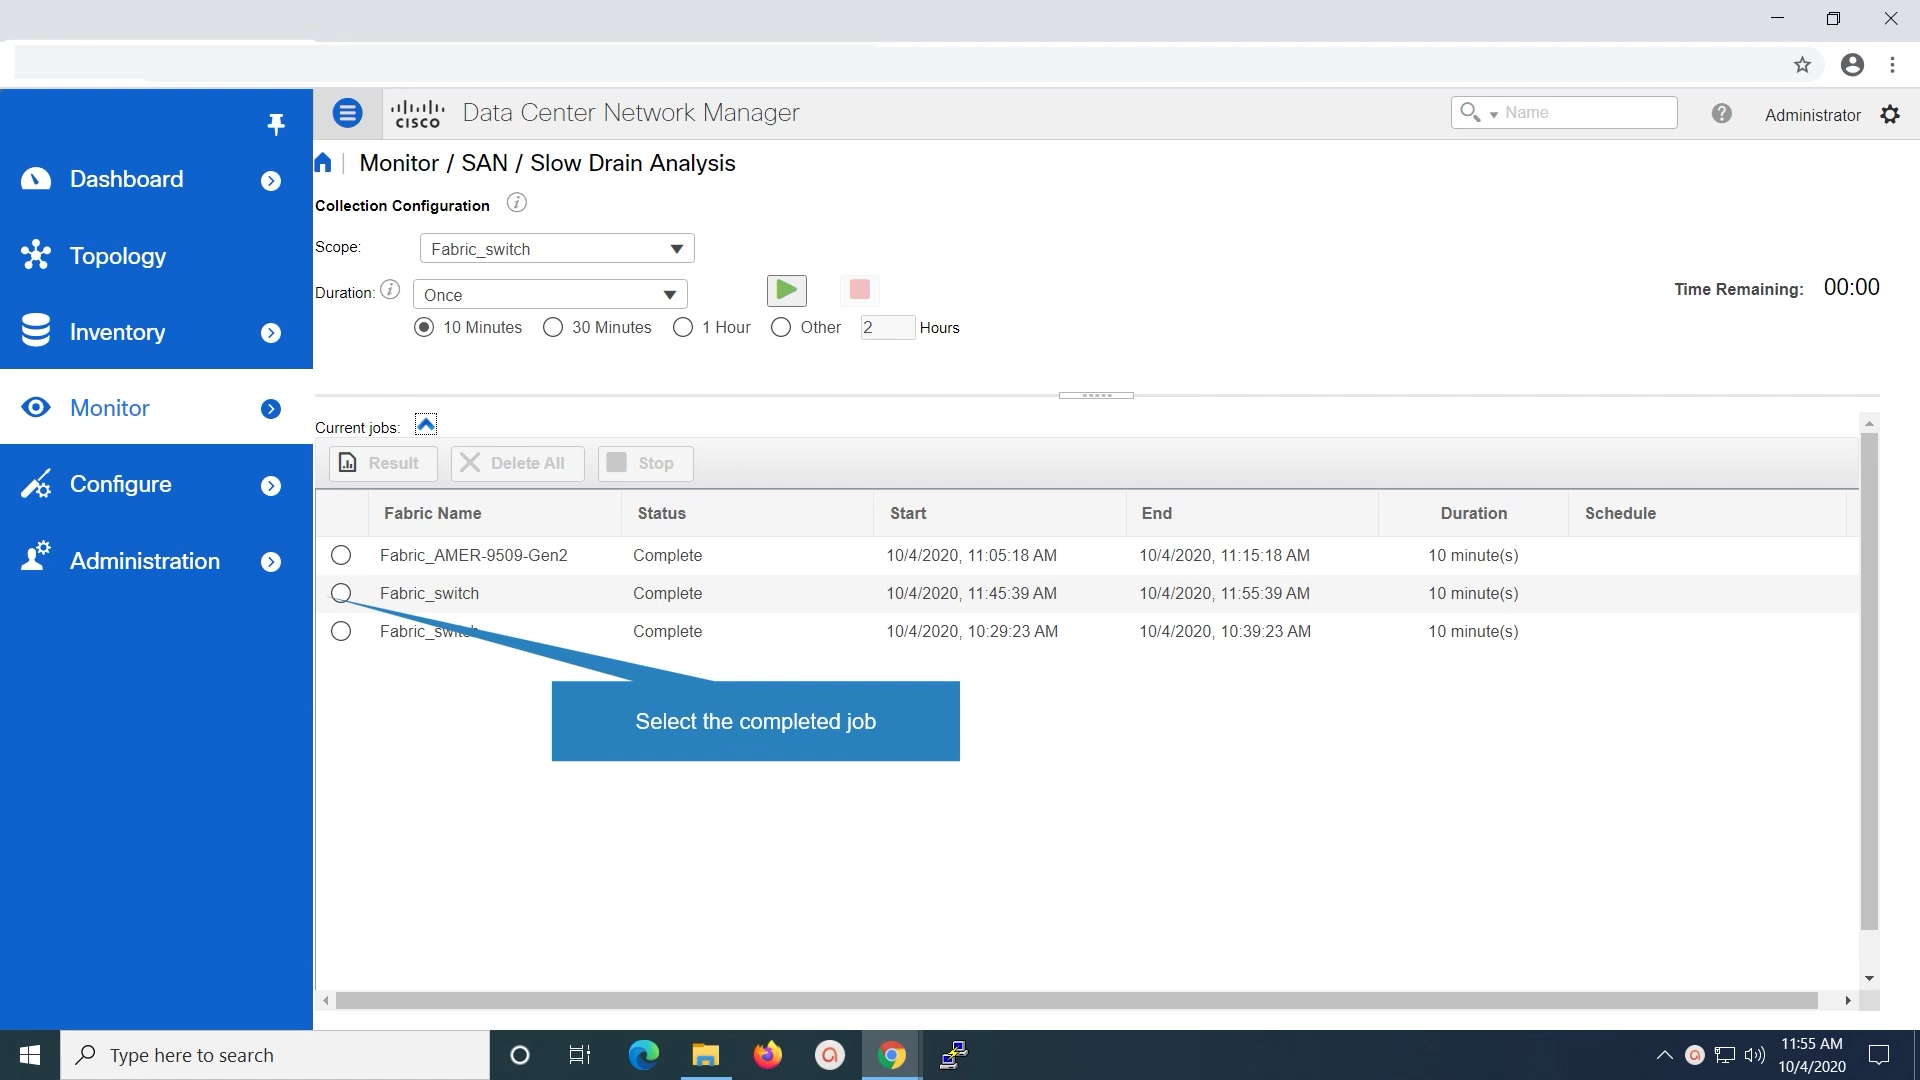 CISCO Data Center Network Manager
Name
Administrator
Dashboard
Topology
Inventory
Monitor
Configure
Administration
Monitor / SAN / Slow Drain Analysis
Collection Configuration
Scope: Fabric_switch
Duration: Once
10 Minutes 30 Minutes 1 Hour Other 2 Hours
Time Remaining: 00:00
Current jobs:
Result Delete All Stop
Fabric Name Status Start End Duration Schedule
Fabric_AMER-9509-Gen2 Complete 10/4/2020, 11:05:18 AM 10/4/2020, 11:15:18 AM 10 minute(s)
Fabric_switch Complete 10/4/2020, 11:45:39 AM 10/4/2020, 11:55:39 AM 10 minute(s)
Fabric_switch Complete 10/4/2020, 10:29:23 AM 10/4/2020, 10:39:23 AM 10 minute(s)
Select the completed job
Type here to search
11:55 AM
10/4/2020